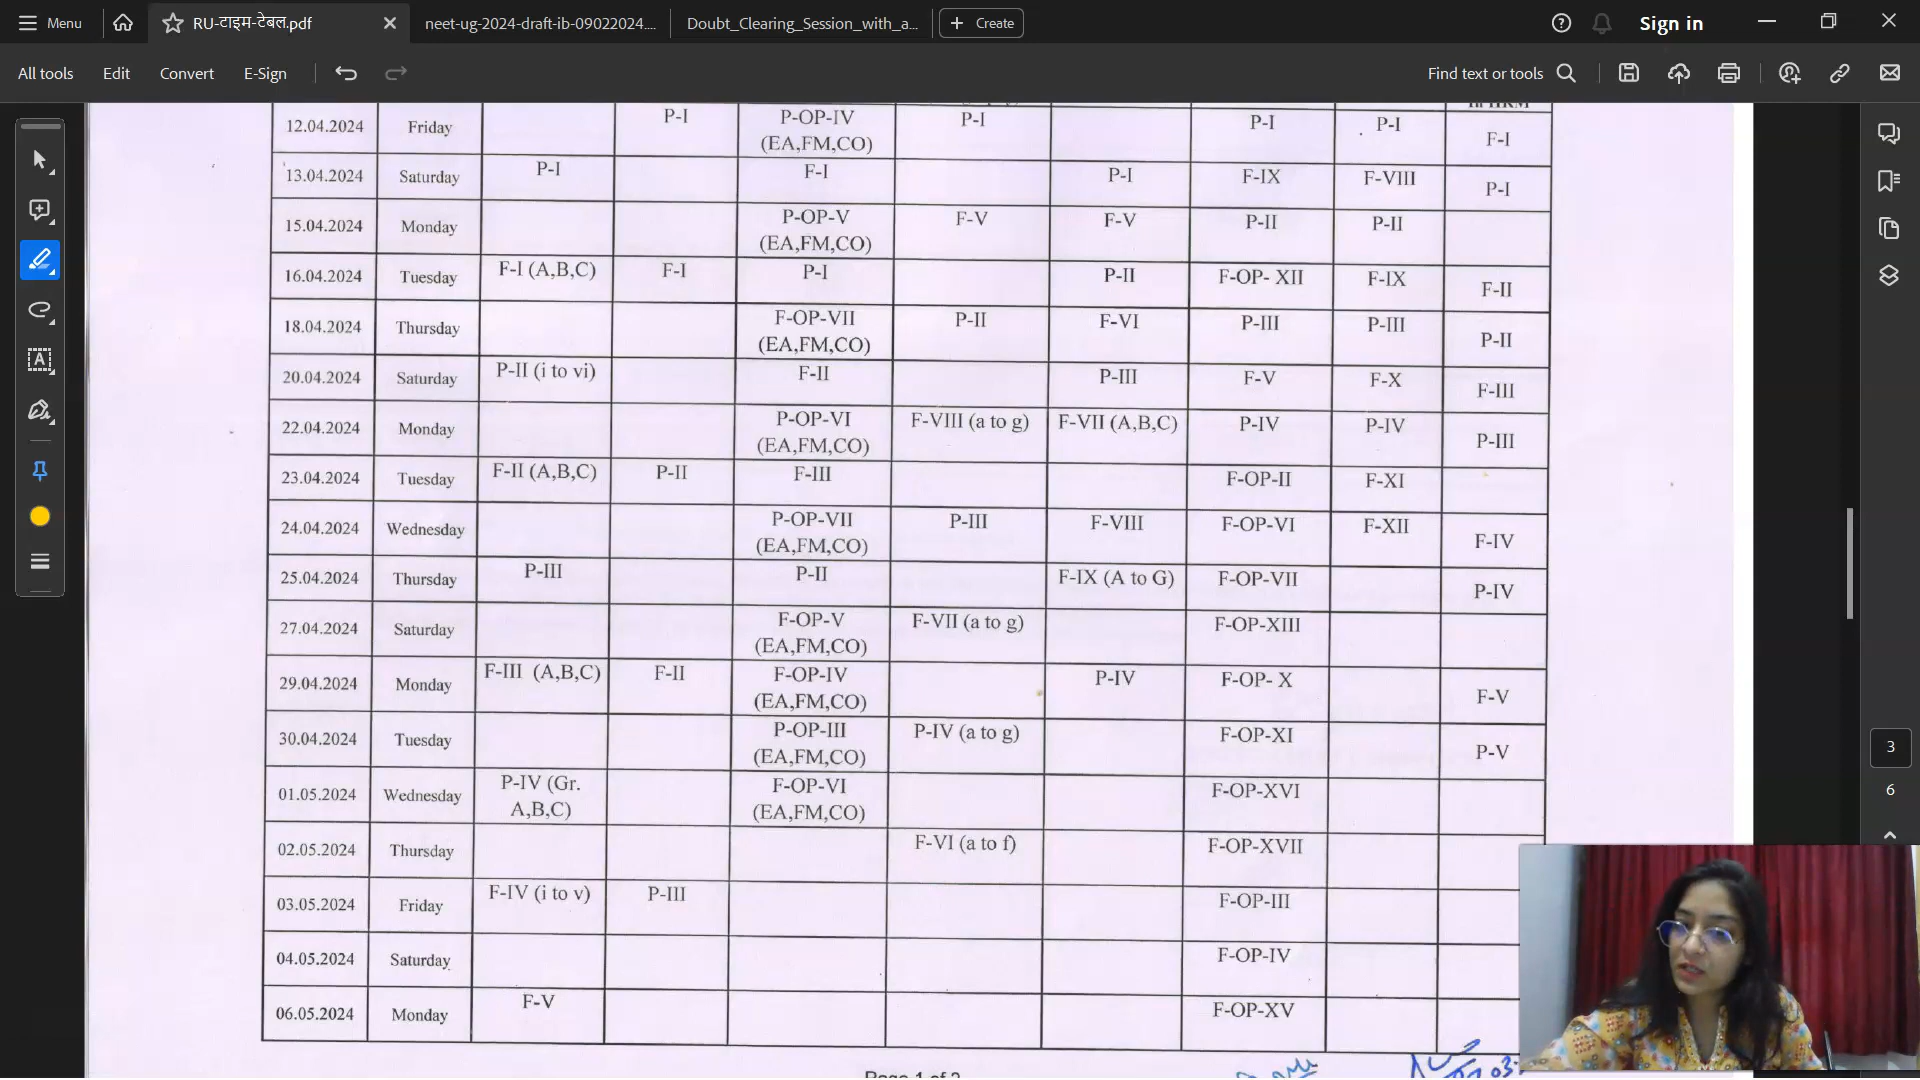 Menu RU-टाइम-टेबल.pdf neet-ug-2024-draft-ib-09022024.... Doubt_Clearing_Session_with_a... Create Sign in
All tools Edit Convert E-Sign Find text or tools
in HRM
12.04.2024 Friday P-I P-OP-IV (EA,FM,CO) P-I P-I P-I F-I
13.04.2024 Saturday P-I F-I P-I F-IX F-VIII P-I
15.04.2024 Monday P-OP-V (EA,FM,CO) F-V F-V P-II P-II
16.04.2024 Tuesday F-I (A,B,C) F-I P-I P-II F-OP- XII F-IX F-II
18.04.2024 Thursday F-OP-VII (EA,FM,CO) P-II F-VI P-III P-III P-II
20.04.2024 Saturday P-II (i to vi) F-II P-III F-V F-X F-III
22.04.2024 Monday P-OP-VI (EA,FM,CO) F-VIII (a to g) F-VII (A,B,C) P-IV P-IV P-III
23.04.2024 Tuesday F-II (A,B,C) P-II F-III F-OP-II F-XI
24.04.2024 Wednesday P-OP-VII (EA,FM,CO) P-III F-VIII F-OP-VI F-XII F-IV
25.04.2024 Thursday P-III P-II F-IX (A to G) F-OP-VII P-IV
27.04.2024 Saturday F-OP-V (EA,FM,CO) F-VII (a to g) F-OP-XIII
29.04.2024 Monday F-III (A,B,C) F-II F-OP-IV (EA,FM,CO) P-IV F-OP- X F-V
30.04.2024 Tuesday P-OP-III (EA,FM,CO) P-IV (a to g) F-OP-XI P-V
01.05.2024 Wednesday P-IV (Gr. A,B,C) F-OP-VI (EA,FM,CO) F-OP-XVI
02.05.2024 Thursday F-VI (a to f) F-OP-XVII
03.05.2024 Friday F-IV (i to v) P-III F-OP-III
04.05.2024 Saturday F-OP-IV
06.05.2024 Monday F-V F-OP-XV
Page 1 of 2
3
6